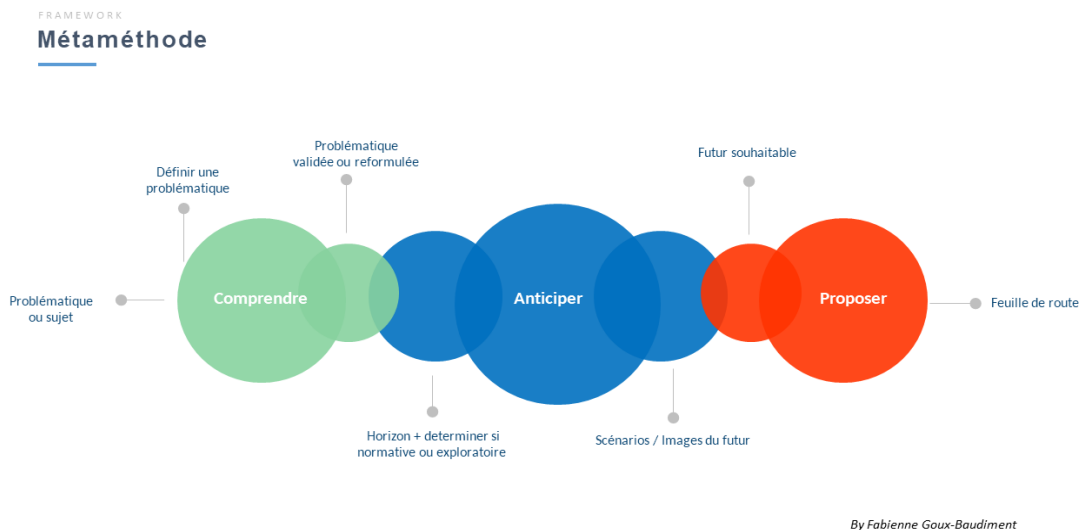 FRAMEWORK
Métaméthode
Problématique
validée ou reformulée
Futur souhaitable
Définir une
problématique
Comprendre
Anticiper
Proposer
Problématique
ou sujet
Feuille de route
Horizon + determiner si
normative ou exploratoire
Scénarios / Images du futur
By Fabienne Goux-Baudiment